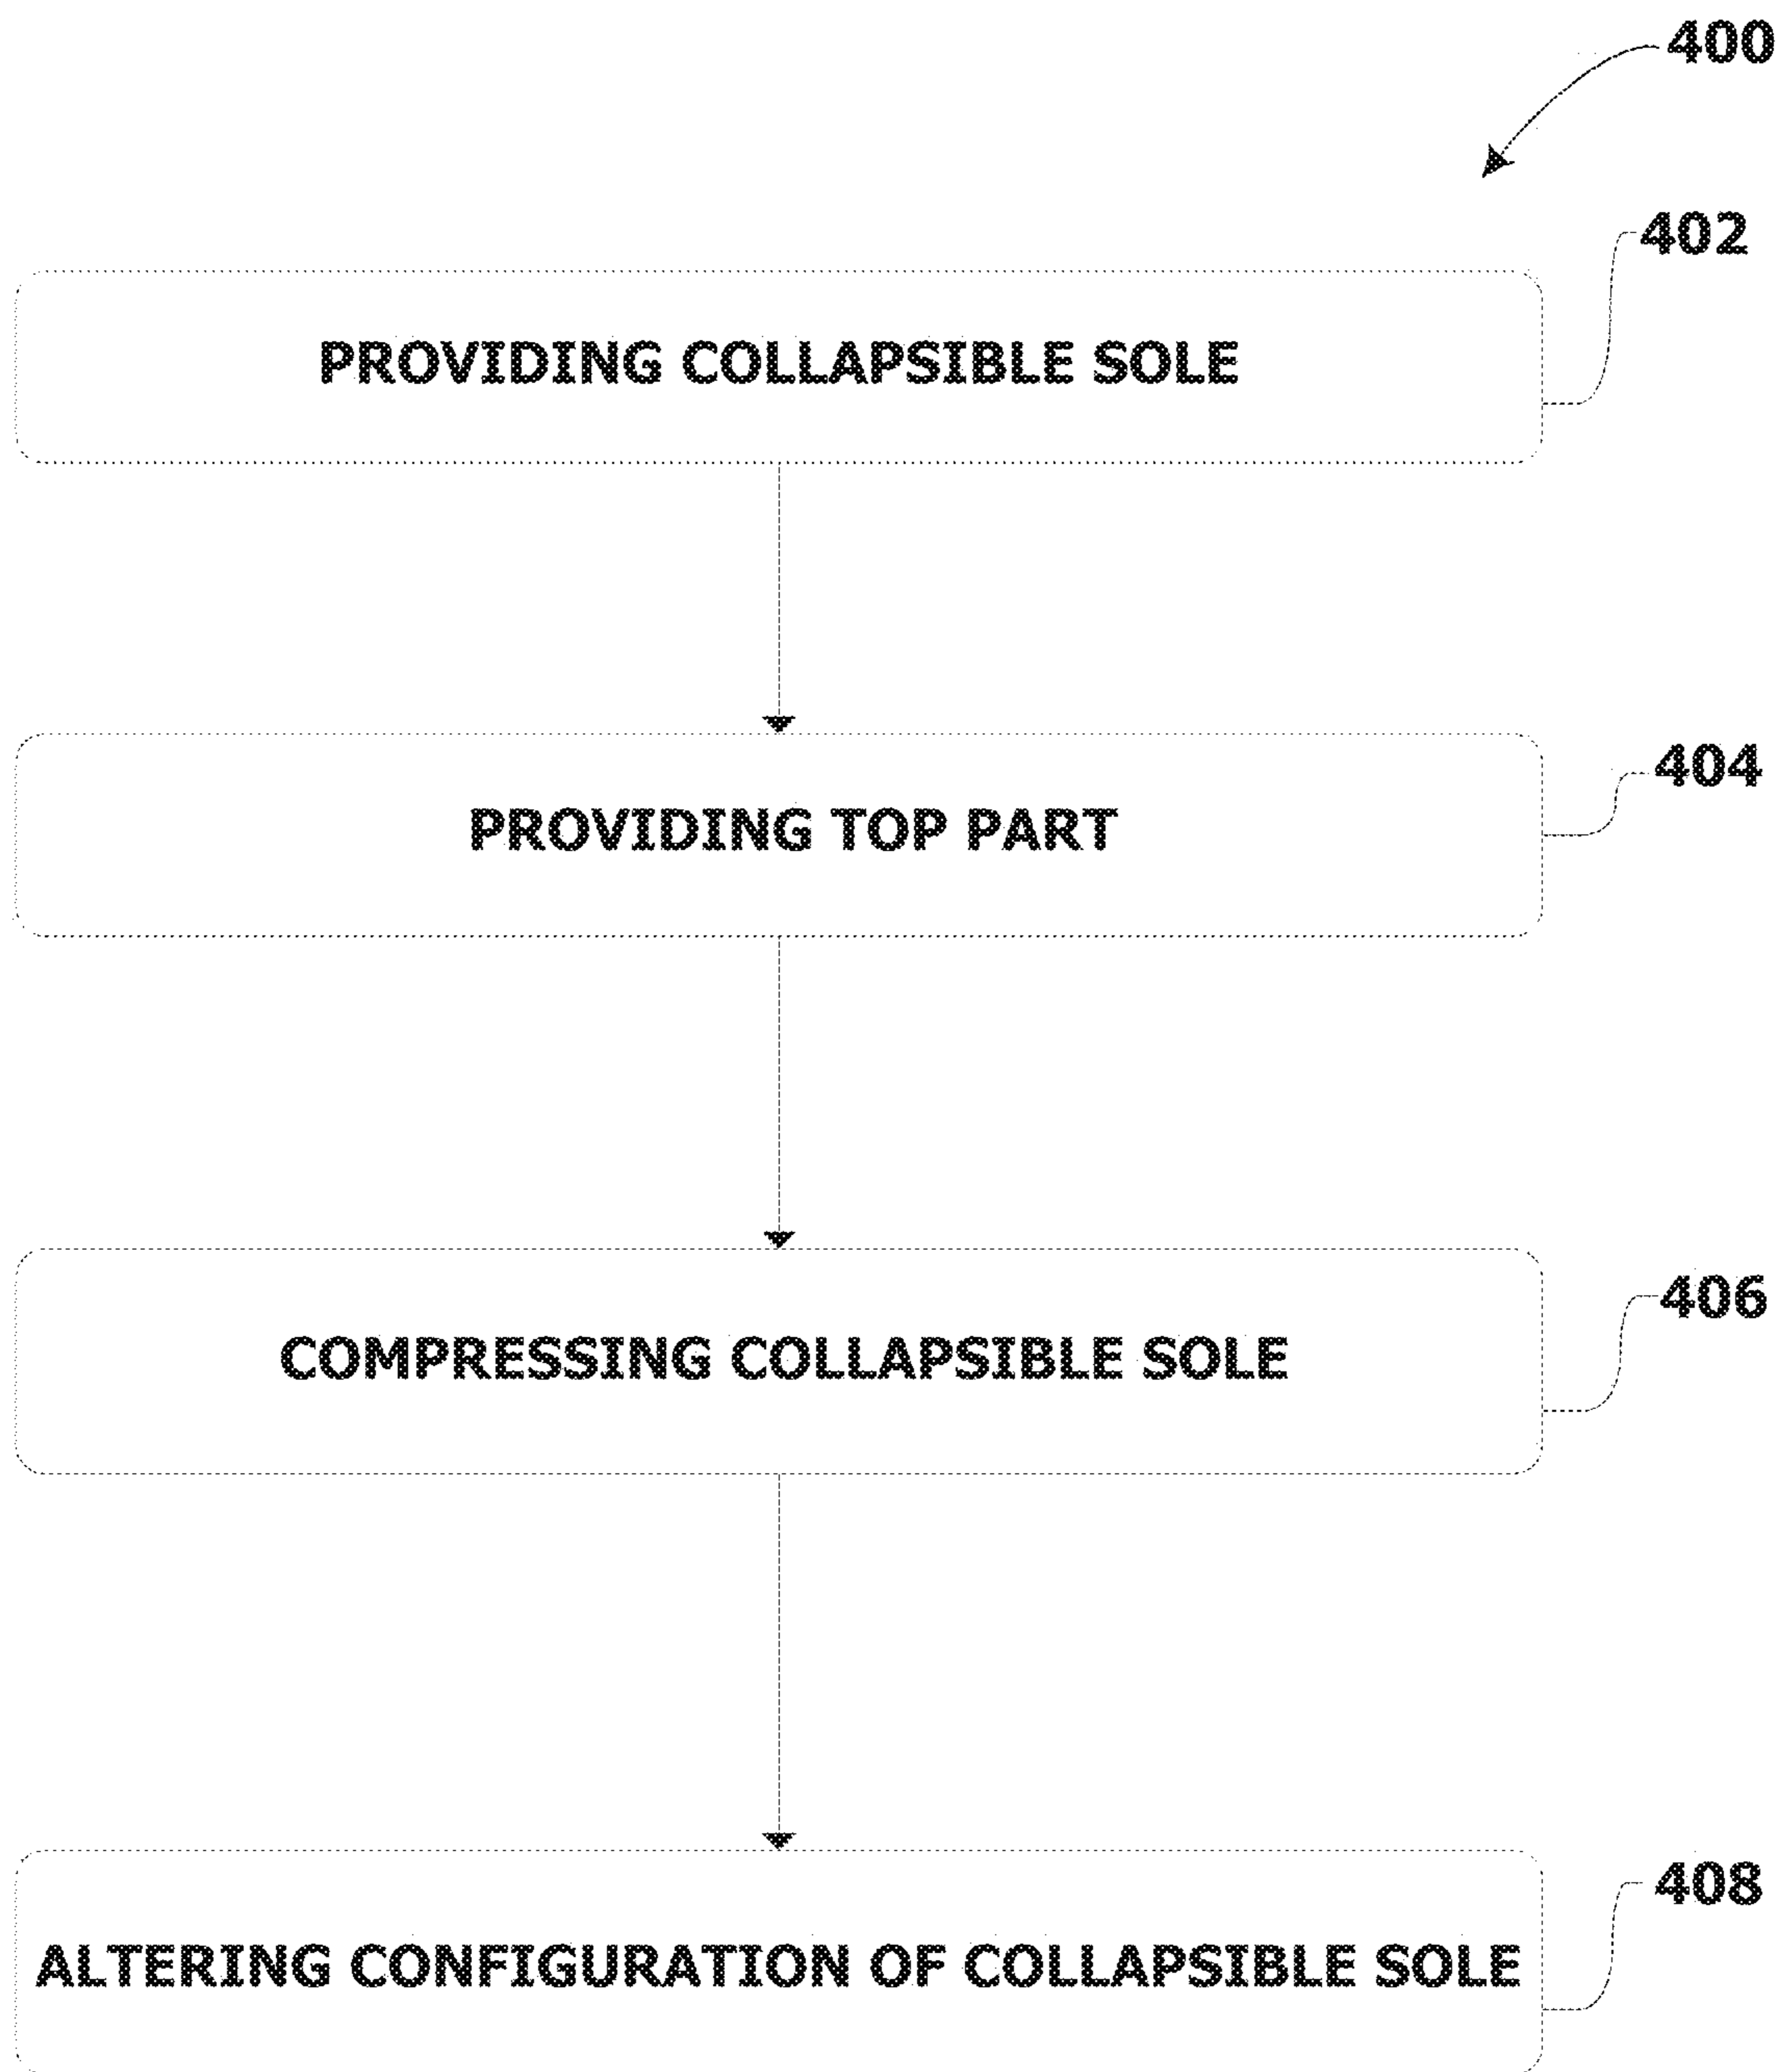 400
402
PROVIDING COLLAPSIBLE SOLE
404
PROVIDING TOP PART
406
COMPRESSING COLLAPSIBLE SOLE
408
ALTERING CONFIGURATION OF COLLAPSIBLE SOLE